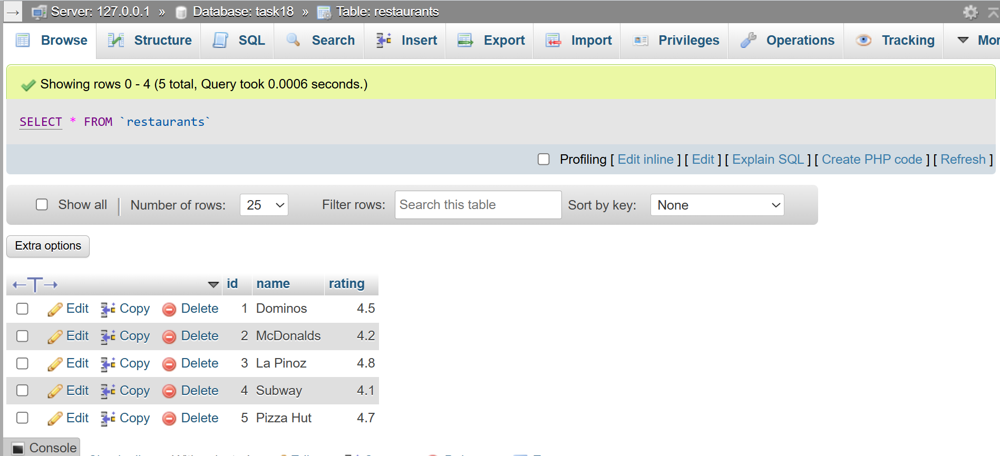 Server: 127.0.0.1 » Database: task18 » Table: restaurants
Browse Structure SQL Search Insert Export Import Privileges Operations Tracking
Showing rows 0 - 4 (5 total, Query took 0.0006 seconds.)
SELECT * FROM `restaurants`
Profiling [ Edit inline ] [ Edit ] [ Explain SQL ] [ Create PHP code ] [ Refresh ]
Show all | Number of rows: 25 Filter rows: Search this table Sort by key: None
Extra options
←T→ id name rating
Edit Copy Delete 1 Dominos 4.5
Edit Copy Delete 2 McDonalds 4.2
Edit Copy Delete 3 La Pinoz 4.8
Edit Copy Delete 4 Subway 4.1
Edit Copy Delete 5 Pizza Hut 4.7
Console